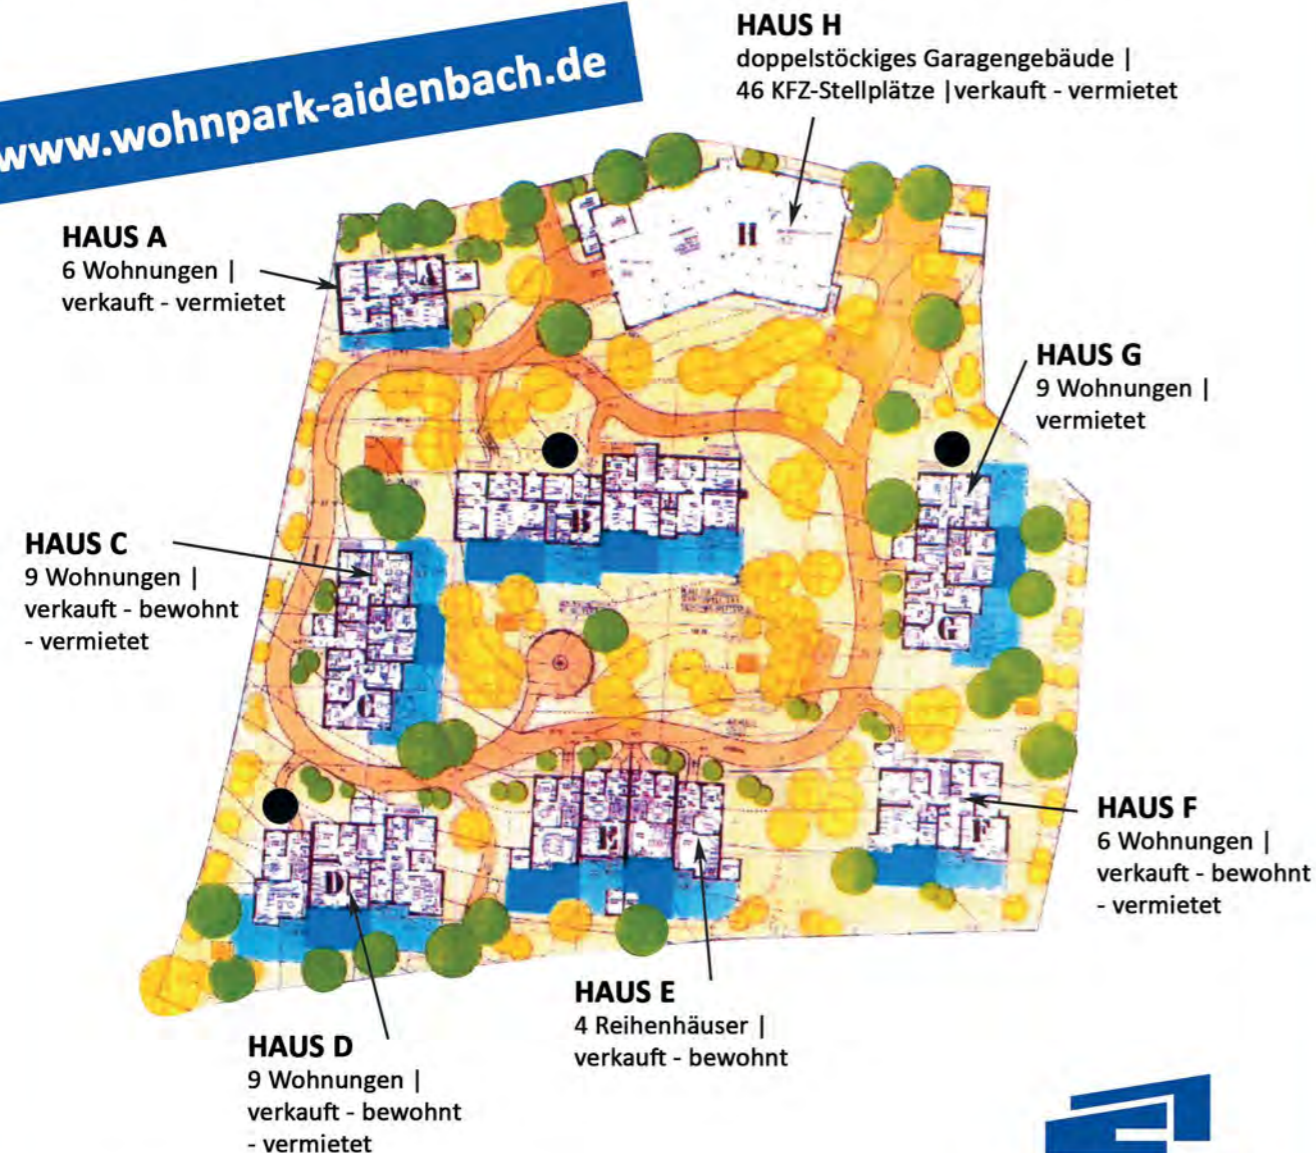 www.wohnpark-aidenbach.de
HAUS H
doppelstöckiges Garagengebäude |
46 KFZ-Stellplätze |verkauft - vermietet
HAUS A
6 Wohnungen |
verkauft - vermietet
A
H
HAUS G
9 Wohnungen |
vermietet
B
HAUS C
9 Wohnungen |
verkauft - bewohnt
- vermietet
G
C
HAUS F
6 Wohnungen |
verkauft - bewohnt
- vermietet
E
F
D
HAUS E
4 Reihenhäuser |
verkauft - bewohnt
HAUS D
9 Wohnungen |
verkauft - bewohnt
- vermietet